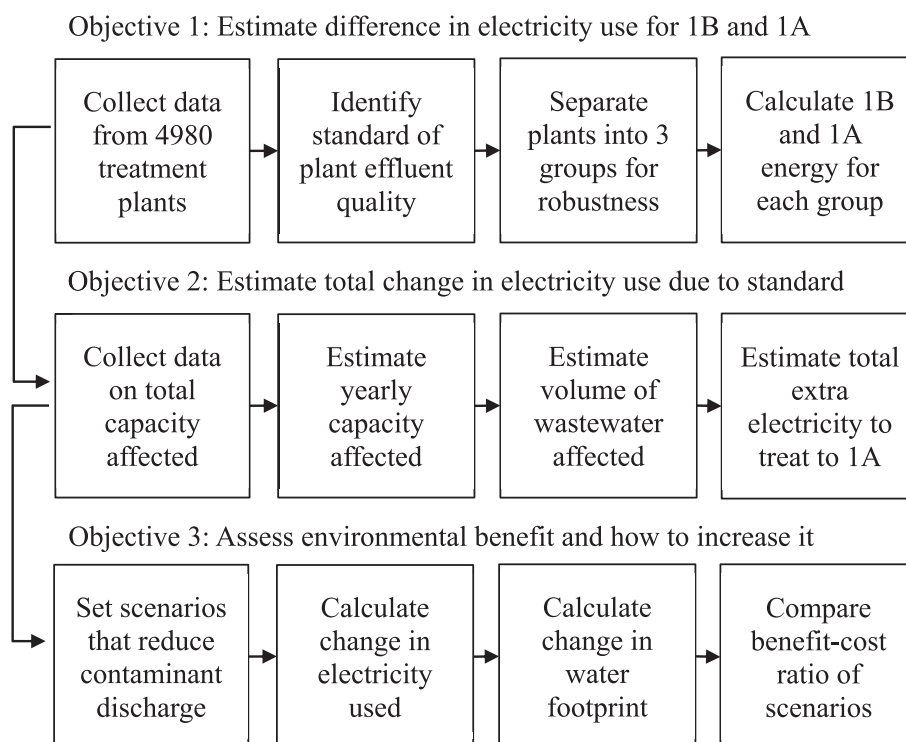 Objective 1: Estimate difference in electricity use for 1B and 1A
Collect data
from 4980
treatment
plants
Identify
standard of
plant effluent
quality
Separate
plants into 3
groups for
robustness
Calculate 1B
and 1A
energy for
each group
Objective 2: Estimate total change in electricity use due to standard
Collect data
on total
capacity
affected
Estimate
yearly
capacity
affected
Estimate
volume of
wastewater
affected
Estimate total
extra
electricity to
treat to 1A
Objective 3: Assess environmental benefit and how to increase it
Set scenarios
that reduce
contaminant
discharge
Calculate
change in
electricity
used
Calculate
change in
water
footprint
Compare
benefit-cost
ratio of
scenarios